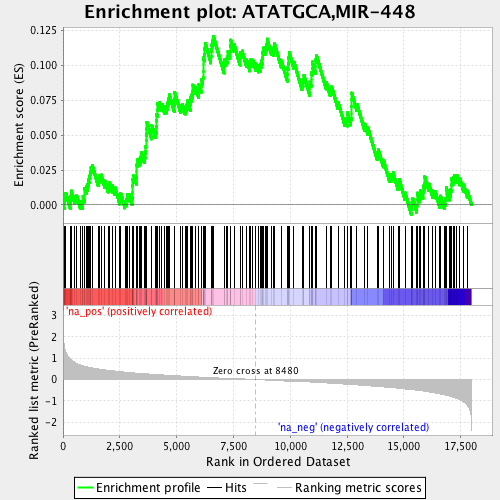 Enrichment plot: ATATGCA,MIR-448
Enrichment score (ES)
0.125
0.100
0.075
0.050
0.025
0.000
'na_pos' (positively correlated)
Ranked list metric (PreRanked)
3
2
1
0
-1
-2
Zero cross at 8480
'na_neg' (negatively correlated)
0
2,500
5,000
7,500
10,000
12,500
15,000
17,500
Rank in Ordered Dataset
Enrichment profile
Hits
Ranking metric scores